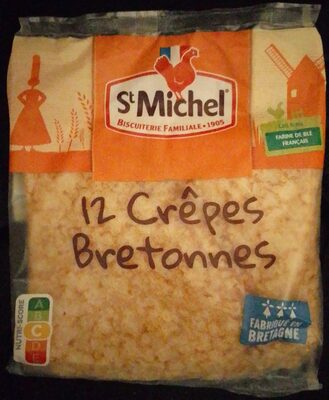 St Michel
BISCUITERIE FAMILIALE • 1905
FARINE DE BLÉ
FRANÇAIS
12 Crêpes
Bretonnes
NUTRI-SCORE
A
B
C
D
E
FABRIQUÉ EN
BRETAGNE